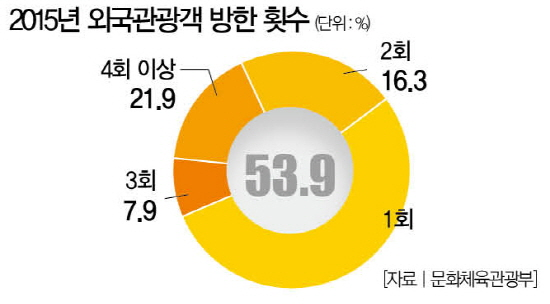 2015년 외국관광객 방한 횟수 (단위:%)
4회 이상
21.9
2회
16.3
53.9
3회
7.9
1회
[자료 | 문화체육관광부]